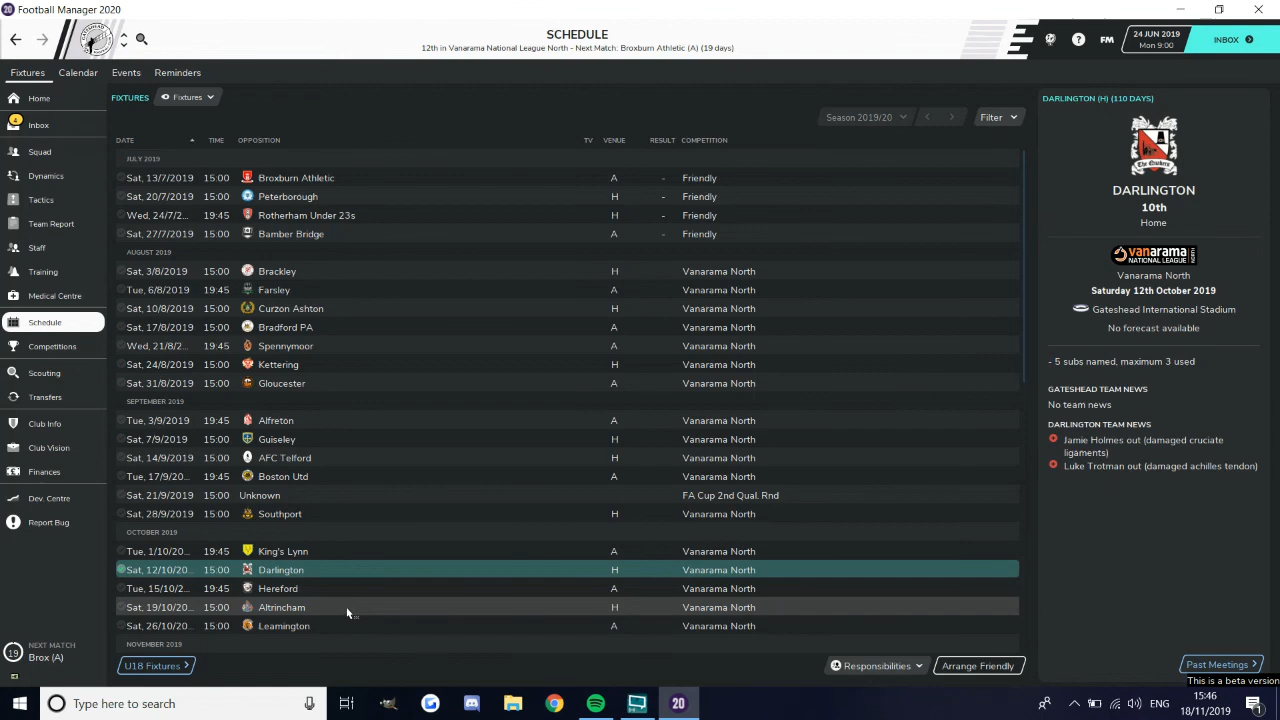 20 Football Manager 2020
SCHEDULE
12th in Vanarama National League North - Next Match: Broxburn Athletic (A) (19 days)
? FM 24 JUN 2019 Mon 9:00 INBOX
Fixtures Calendar Events Reminders
Home
4
Inbox
Squad
Dynamics
Tactics
Team Report
Staff
Training
Medical Centre
Schedule
Competitions
Scouting
Transfers
Club Info
Club Vision
Finances
Dev. Centre
Report Bug
19 NEXT MATCH
Brox (A)
FIXTURES Fixtures
Season 2019/20 < > Filter
DATE TIME OPPOSITION TV VENUE RESULT COMPETITION
JULY 2019
Sat, 13/7/2019 15:00 Broxburn Athletic A - Friendly
Sat, 20/7/2019 15:00 Peterborough H - Friendly
Wed, 24/7/2... 19:45 Rotherham Under 23s H - Friendly
Sat, 27/7/2019 15:00 Bamber Bridge A - Friendly
AUGUST 2019
Sat, 3/8/2019 15:00 Brackley H Vanarama North
Tue, 6/8/2019 19:45 Farsley A Vanarama North
Sat, 10/8/2019 15:00 Curzon Ashton H Vanarama North
Sat, 17/8/2019 15:00 Bradford PA A Vanarama North
Wed, 21/8/2... 19:45 Spennymoor A Vanarama North
Sat, 24/8/2019 15:00 Kettering H Vanarama North
Sat, 31/8/2019 15:00 Gloucester A Vanarama North
SEPTEMBER 2019
Tue, 3/9/2019 19:45 Alfreton A Vanarama North
Sat, 7/9/2019 15:00 Guiseley H Vanarama North
Sat, 14/9/2019 15:00 AFC Telford H Vanarama North
Tue, 17/9/20... 19:45 Boston Utd A Vanarama North
Sat, 21/9/2019 15:00 Unknown FA Cup 2nd Qual. Rnd
Sat, 28/9/2019 15:00 Southport H Vanarama North
OCTOBER 2019
Tue, 1/10/20... 19:45 King's Lynn A Vanarama North
Sat, 12/10/20... 15:00 Darlington H Vanarama North
Tue, 15/10/2... 19:45 Hereford A Vanarama North
Sat, 19/10/20... 15:00 Altrincham H Vanarama North
Sat, 26/10/20... 15:00 Leamington A Vanarama North
NOVEMBER 2019
U18 Fixtures > Responsibilities Arrange Friendly
DARLINGTON (H) (110 DAYS)
The Quakers
DARLINGTON
10th
Home
vanarama
NATIONAL LEAGUE NORTH
Vanarama North
Saturday 12th October 2019
Gateshead International Stadium
No forecast available
- 5 subs named, maximum 3 used
GATESHEAD TEAM NEWS
No team news
DARLINGTON TEAM NEWS
Jamie Holmes out (damaged cruciate
ligaments)
Luke Trotman out (damaged achilles tendon)
Past Meetings >
This is a beta version
Type here to search
20
ENG
15:46
18/11/2019
1